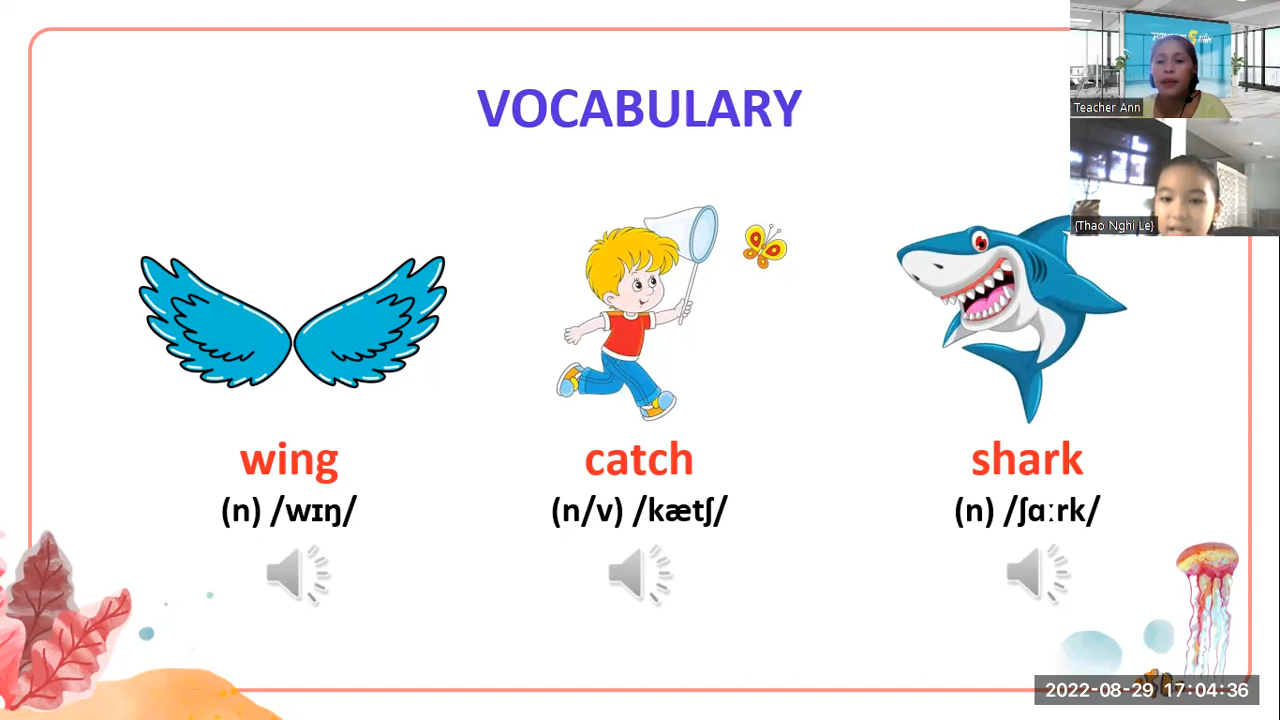 VOCABULARY
Teacher Ann
{Thao Nghi Le}
wing
(n) /wɪŋ/
catch
(n/v) /kætʃ/
shark
(n) /ʃɑːrk/
2022-08-29 17:04:36